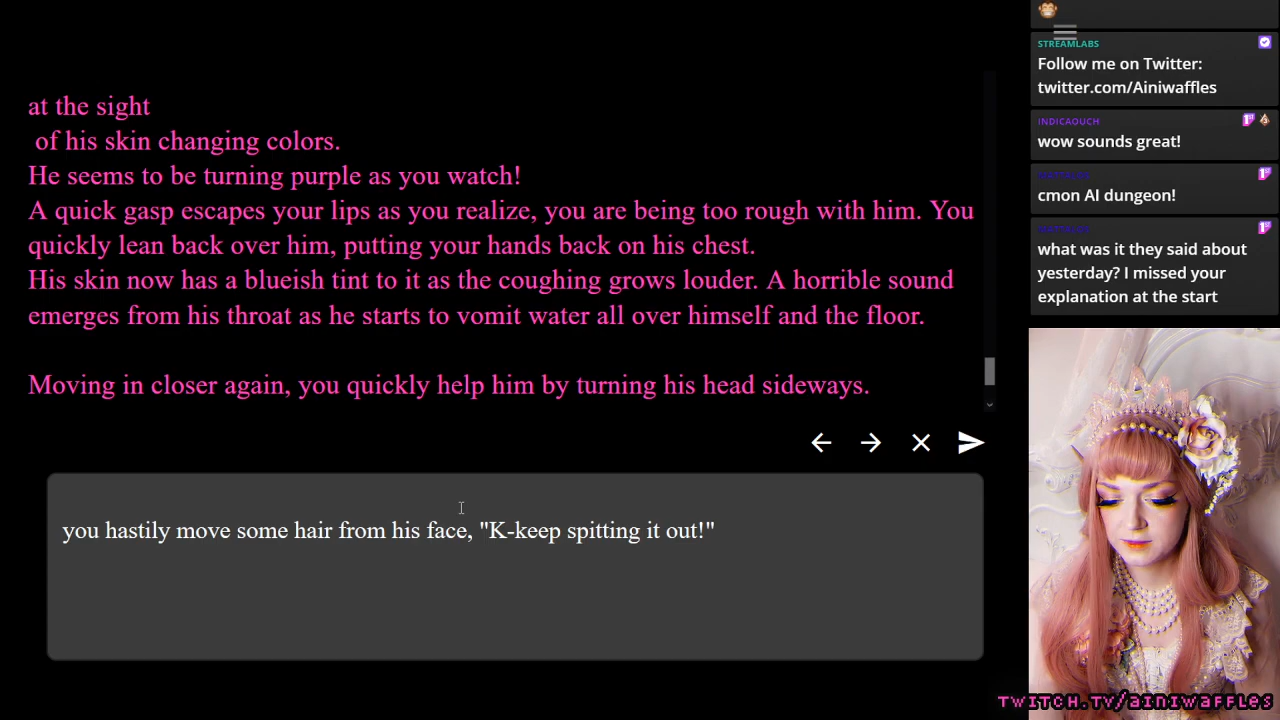 at the sight
of his skin changing colors.
He seems to be turning purple as you watch!
A quick gasp escapes your lips as you realize, you are being too rough with him. You
quickly lean back over him, putting your hands back on his chest.
His skin now has a blueish tint to it as the coughing grows louder. A horrible sound
emerges from his throat as he starts to vomit water all over himself and the floor.
Moving in closer again, you quickly help him by turning his head sideways.
you hastily move some hair from his face, "K-keep spitting it out!"
STREAMLABS
Follow me on Twitter:
twitter.com/Ainiwaffles
INDICAOUCH
wow sounds great!
cmon AI dungeon!
what was it they said about
yesterday? I missed your
explanation at the start
TWITCH.TV/AINIWAFFLES